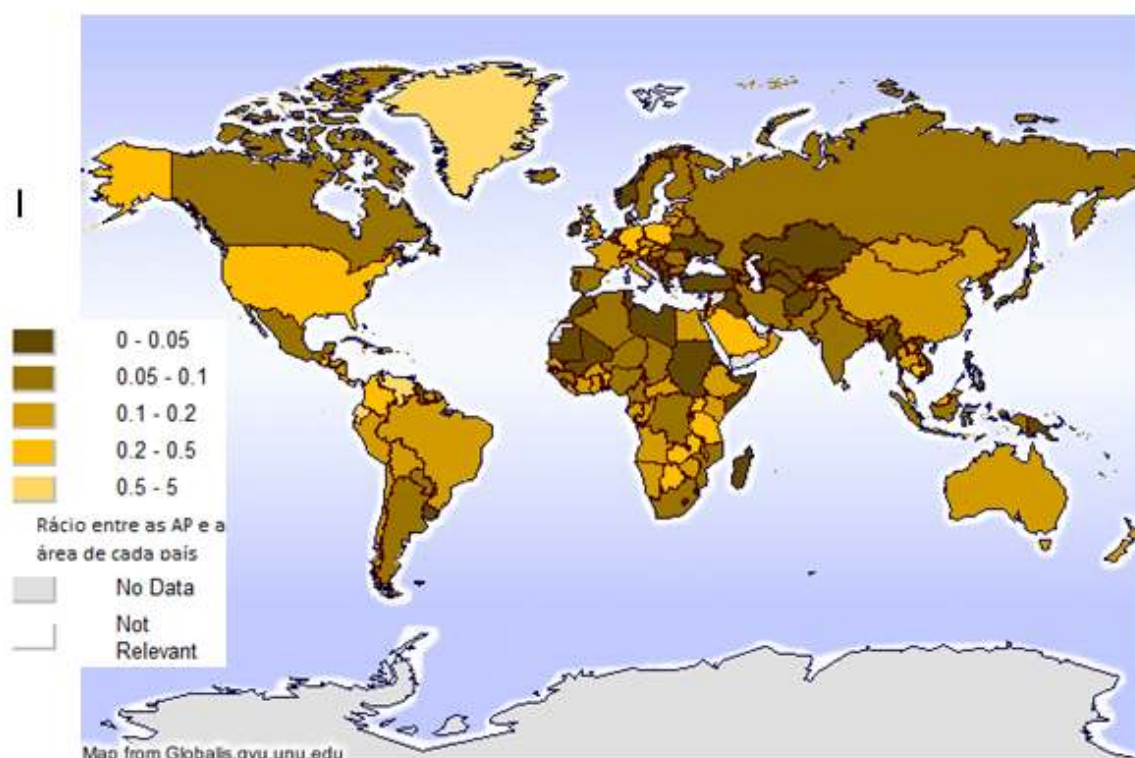 I
0 - 0.05
0.05 - 0.1
0.1 - 0.2
0.2 - 0.5
0.5 - 5
Rácio entre as AP e a
área de cada país
No Data
Not
Relevant
Map from Globalis.gvu.unu.edu